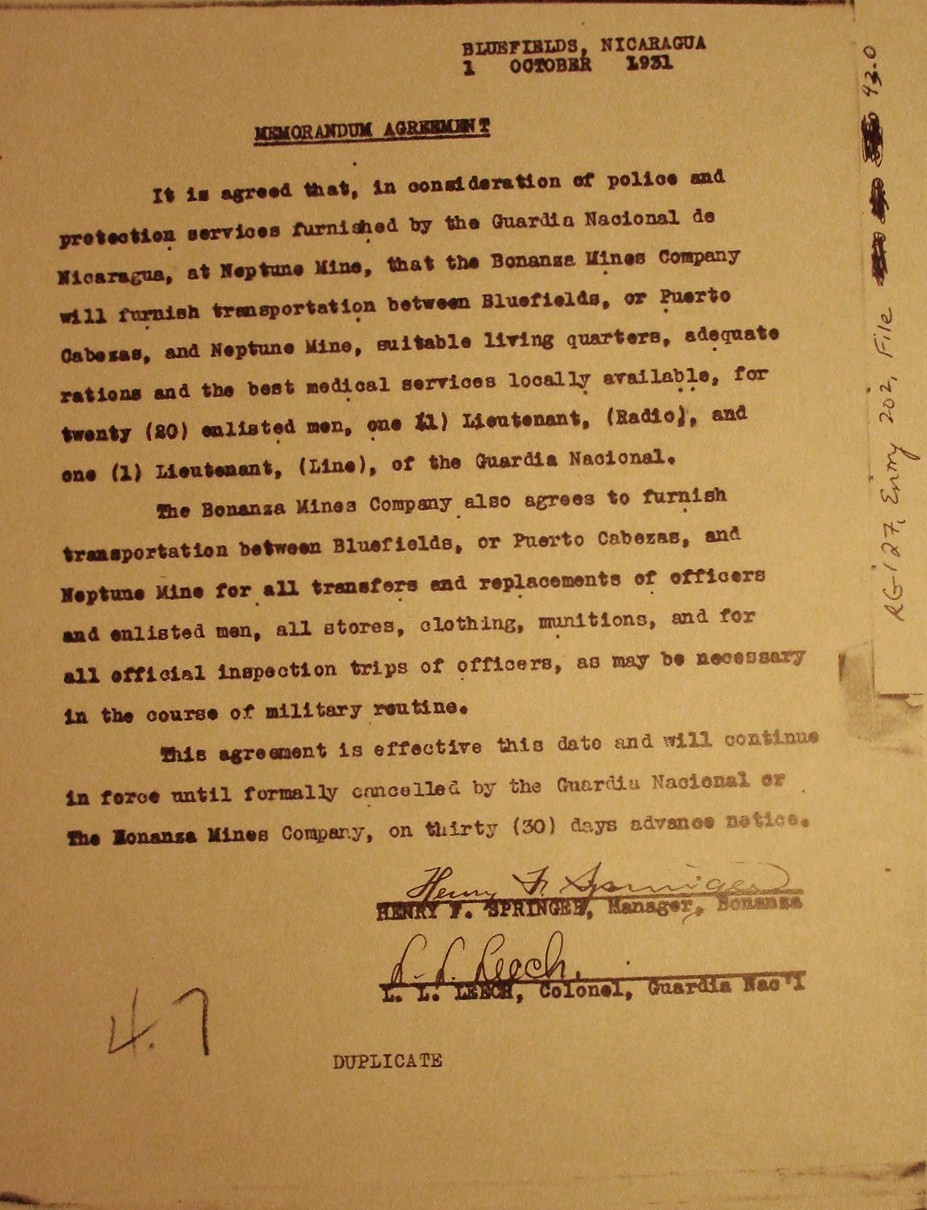 BLUEFIELDS, NICARAGUA
1 OCTOBER 1931
MEMORANDUM AGREEMENT
It is agreed that, in consideration of police and
protection services furnished by the Guardia Nacional de
Nicaragua, at Neptune Mine, that the Bonanza Mines Company
will furnish transportation between Bluefields, or Puerto
Cabezas, and Neptune Mine, suitable living quarters, adequate
rations and the best medical services locally available, for
twenty (20) enlisted men, one (1) Lieutenant, (Radio), and
one (1) Lieutenant, (Line), of the Guardia Nacional.
The Bonanza Mines Company also agrees to furnish
transportation between Bluefields, or Puerto Cabezas, and
Neptune Mine for all transfers and replacements of officers
and enlisted men, all stores, clothing, munitions, and for
all official inspection trips of officers, as may be necessary
in the course of military routine.
This agreement is effective this date and will continue
in force until formally cancelled by the Guardia Nacional or
The Bonanza Mines Company, on thirty (30) days advance notice.
Henry F. Springer
HENRY F. SPRINGER, Manager, Bonanza
L. L. Leech.
L. L. LEECH, Colonel, Guardia Nac'l
4.7
DUPLICATE
RG 127, Entry 202, File 43.0